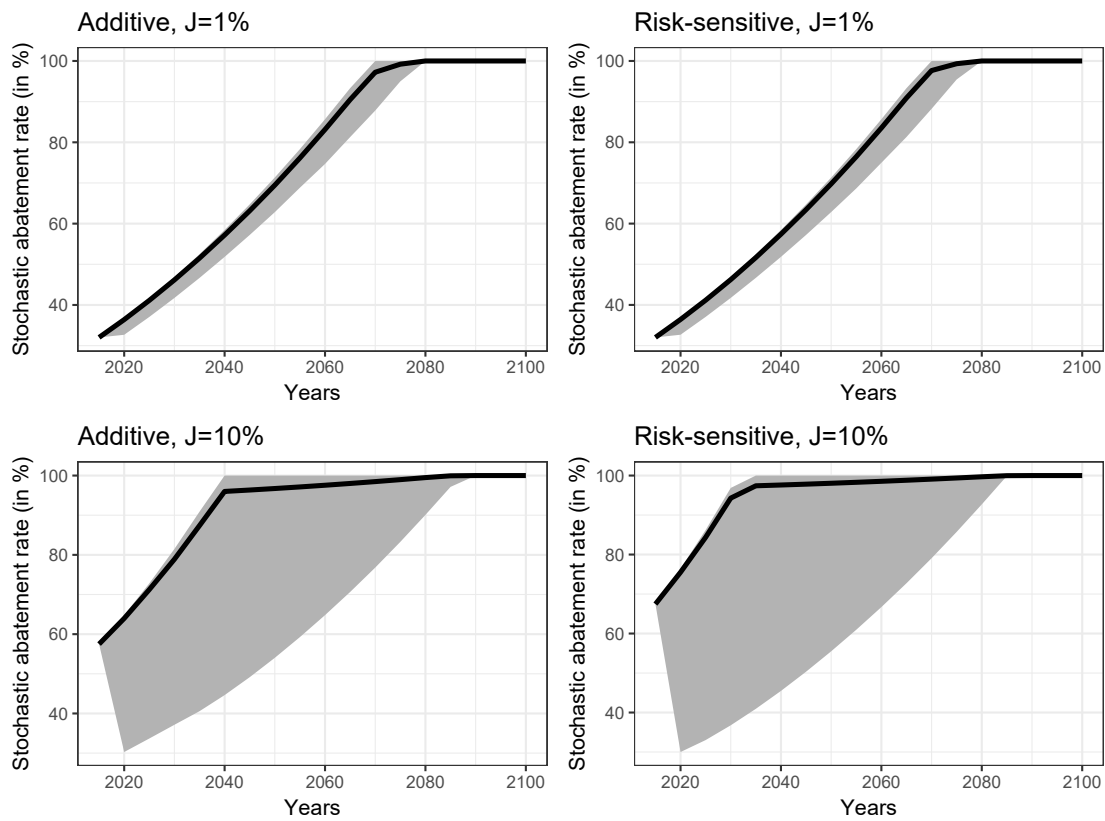 Additive, J=1%
Stochastic abatement rate (in %)
100
80
60
40
2020 2040 2060 2080 2100
Years
Risk-sensitive, J=1%
Stochastic abatement rate (in %)
100
80
60
40
2020 2040 2060 2080 2100
Years
Additive, J=10%
Stochastic abatement rate (in %)
100
80
60
40
2020 2040 2060 2080 2100
Years
Risk-sensitive, J=10%
Stochastic abatement rate (in %)
100
80
60
40
2020 2040 2060 2080 2100
Years